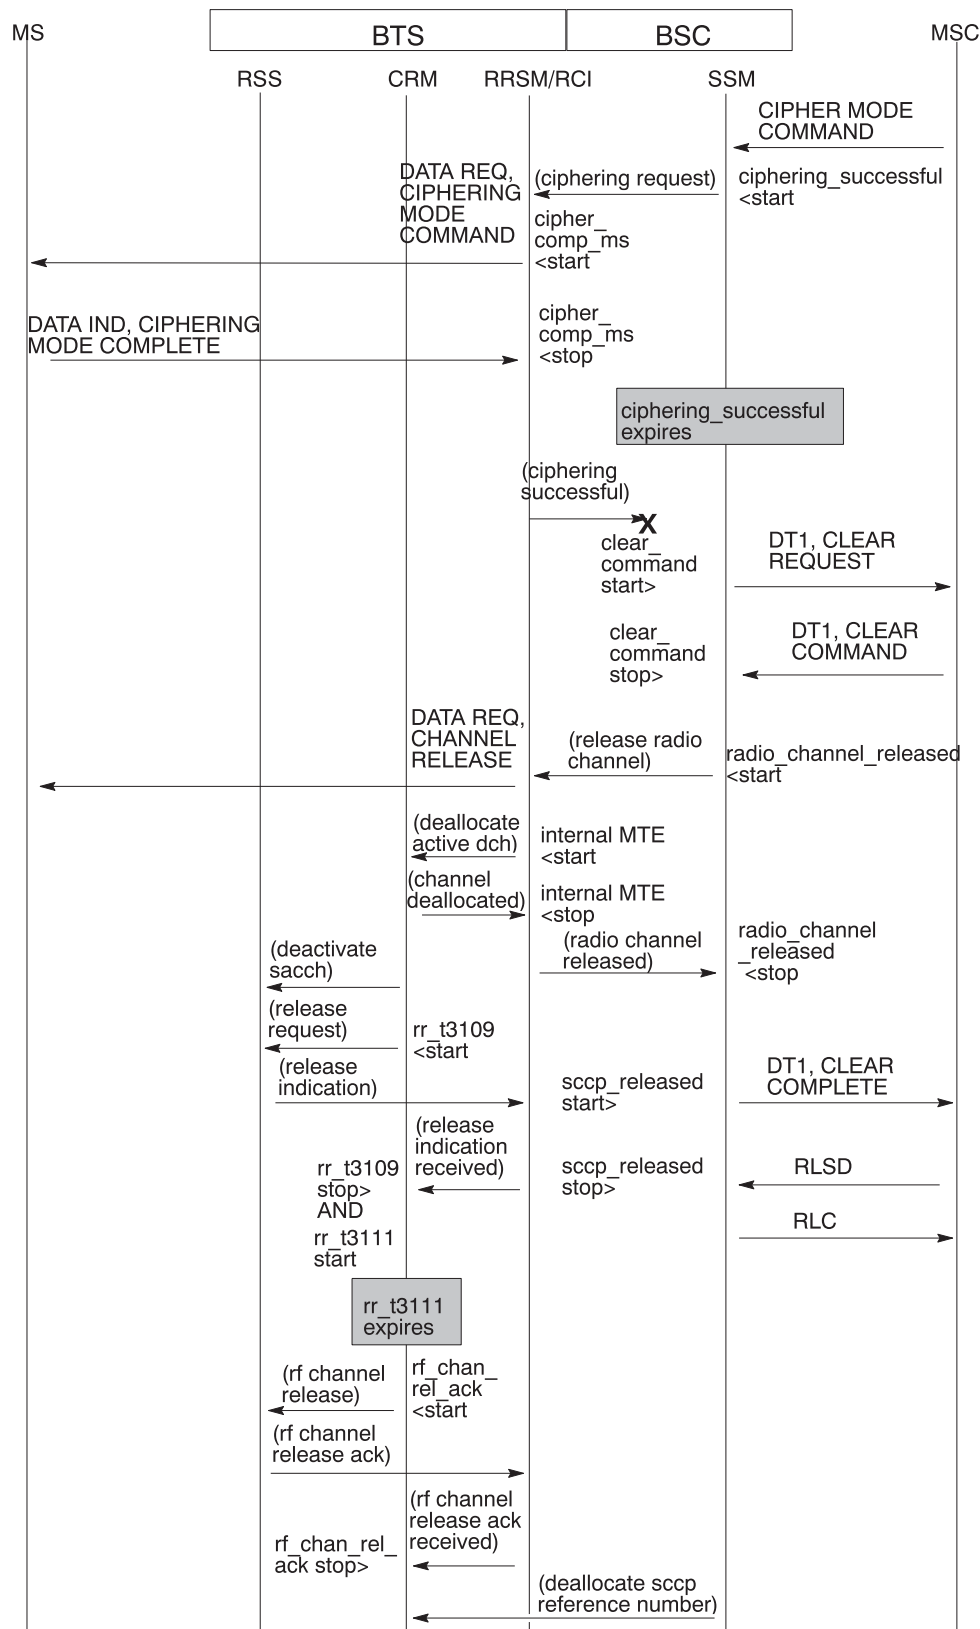 MS
BTS
BSC
MSC
RSS
CRM
RRSM/RCI
SSM
CIPHER MODE
COMMAND
DATA REQ,
CIPHERING
MODE
COMMAND
(ciphering request)
ciphering_successful
<start
cipher_
comp_ms
<start
DATA IND, CIPHERING
MODE COMPLETE
cipher_
comp_ms
<stop
ciphering_successful
expires
(ciphering
successful)
X
clear_
command
start>
DT1, CLEAR
REQUEST
clear_
command
stop>
DT1, CLEAR
COMMAND
DATA REQ,
CHANNEL
RELEASE
(release radio
channel)
radio_channel_released
<start
(deallocate
active dch)
internal MTE
<start
(channel
deallocated)
internal MTE
<stop
(radio channel
released)
radio_channel
_released
<stop
(deactivate
sacch)
(release
request)
rr_t3109
<start
(release
indication)
sccp_released
start>
DT1, CLEAR
COMPLETE
(release
indication
received)
rr_t3109
stop>
AND
rr_t3111
start
sccp_released
stop>
RLSD
RLC
rr_t3111
expires
(rf channel
release)
rf_chan_
rel_ack
<start
(rf channel
release ack)
(rf channel
release ack
received)
rf_chan_rel_
ack stop>
(deallocate sccp
reference number)